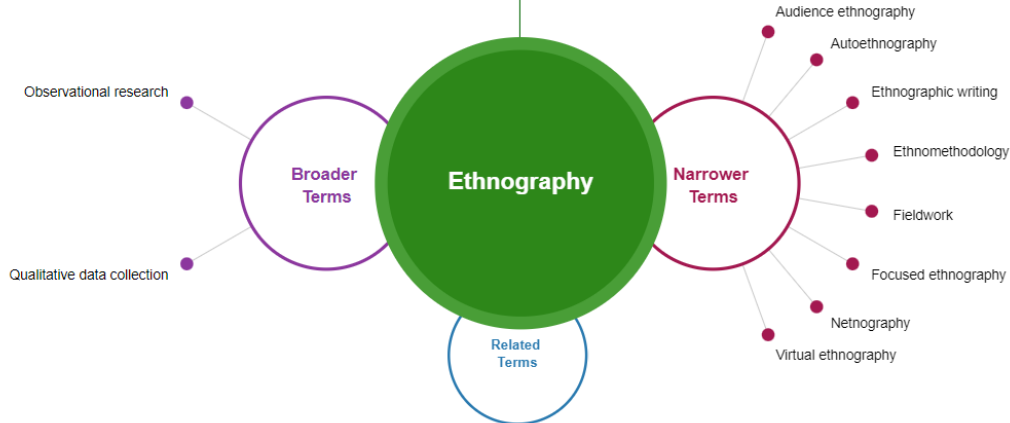 Audience ethnography
Autoethnography
Observational research
Ethnographic writing
Ethnomethodology
Broader
Terms
Ethnography
Narrower
Terms
Fieldwork
Qualitative data collection
Focused ethnography
Netnography
Related
Terms
Virtual ethnography